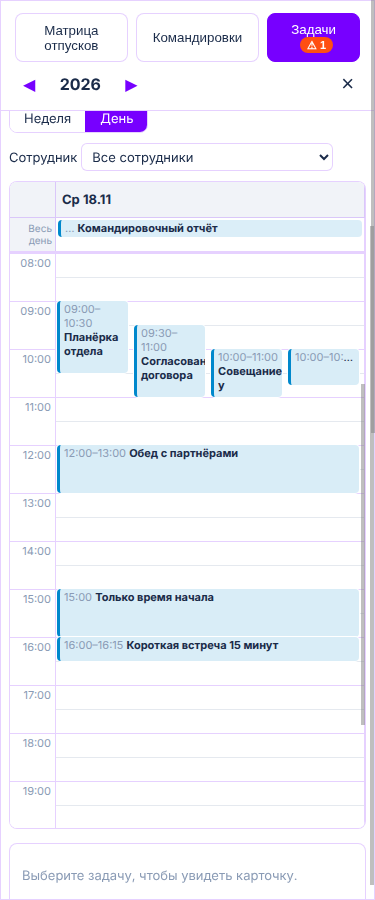 Матрица
отпусков
Командировки
Задачи
⚠ 1
◀ 2026 ▶ ×
Неделя День
Сотрудник Все сотрудники
Ср 18.11
Весь
день
... Командировочный отчёт
08:00
09:00
09:00–
10:30
Планёрка
отдела
09:30–
11:00
Согласован
договора
10:00
10:00–11:00
Совещание
у
10:00–10:...
11:00
12:00
12:00–13:00 Обед с партнёрами
13:00
14:00
15:00
15:00 Только время начала
16:00
16:00–16:15 Короткая встреча 15 минут
17:00
18:00
19:00
Выберите задачу, чтобы увидеть карточку.